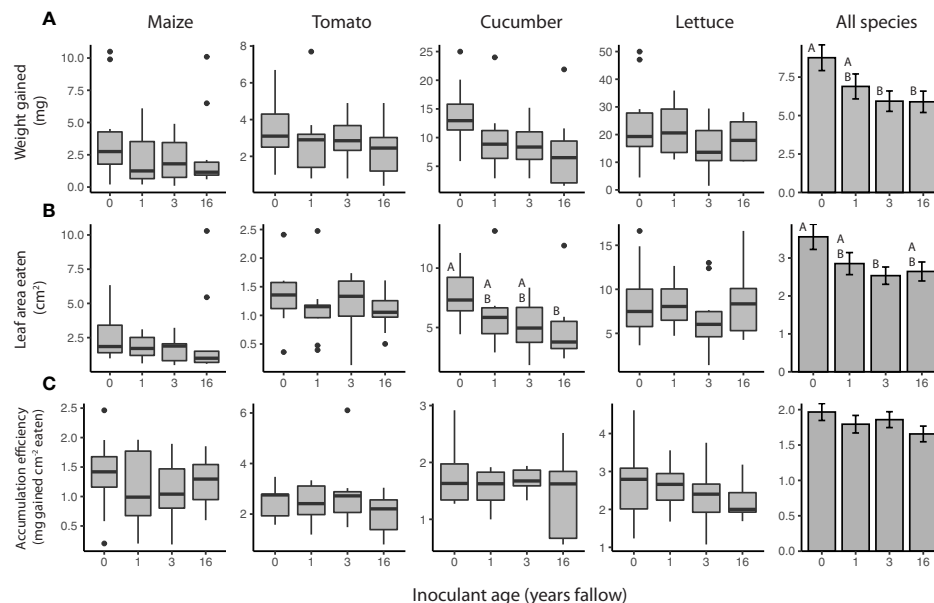 A
Maize
Tomato
Cucumber
Lettuce
All species
Weight gained
(mg)
10.0
7.5
5.0
2.5
0.0
0 1 3 16
8
6
4
2
0 1 3 16
25
20
15
10
5
0 1 3 16
50
40
30
20
10
0
0 1 3 16
7.5
5.0
2.5
0.0
A
A
B
B
B
0 1 3 16
B
Leaf area eaten
(cm²)
10.0
7.5
5.0
2.5
0 1 3 16
2.5
2.0
1.5
1.0
0.5
0 1 3 16
10
5
A
A
B
A
B
B
0 1 3 16
15
10
5
0 1 3 16
3
2
1
0
A
A
B
B
A
B
0 1 3 16
C
Accumulation efficiency
(mg gained cm⁻² eaten)
2.5
2.0
1.5
1.0
0.5
0 1 3 16
6
4
2
0 1 3 16
3
2
1
0 1 3 16
4
3
2
1
0 1 3 16
2.0
1.5
1.0
0.5
0.0
0 1 3 16
Inoculant age (years fallow)